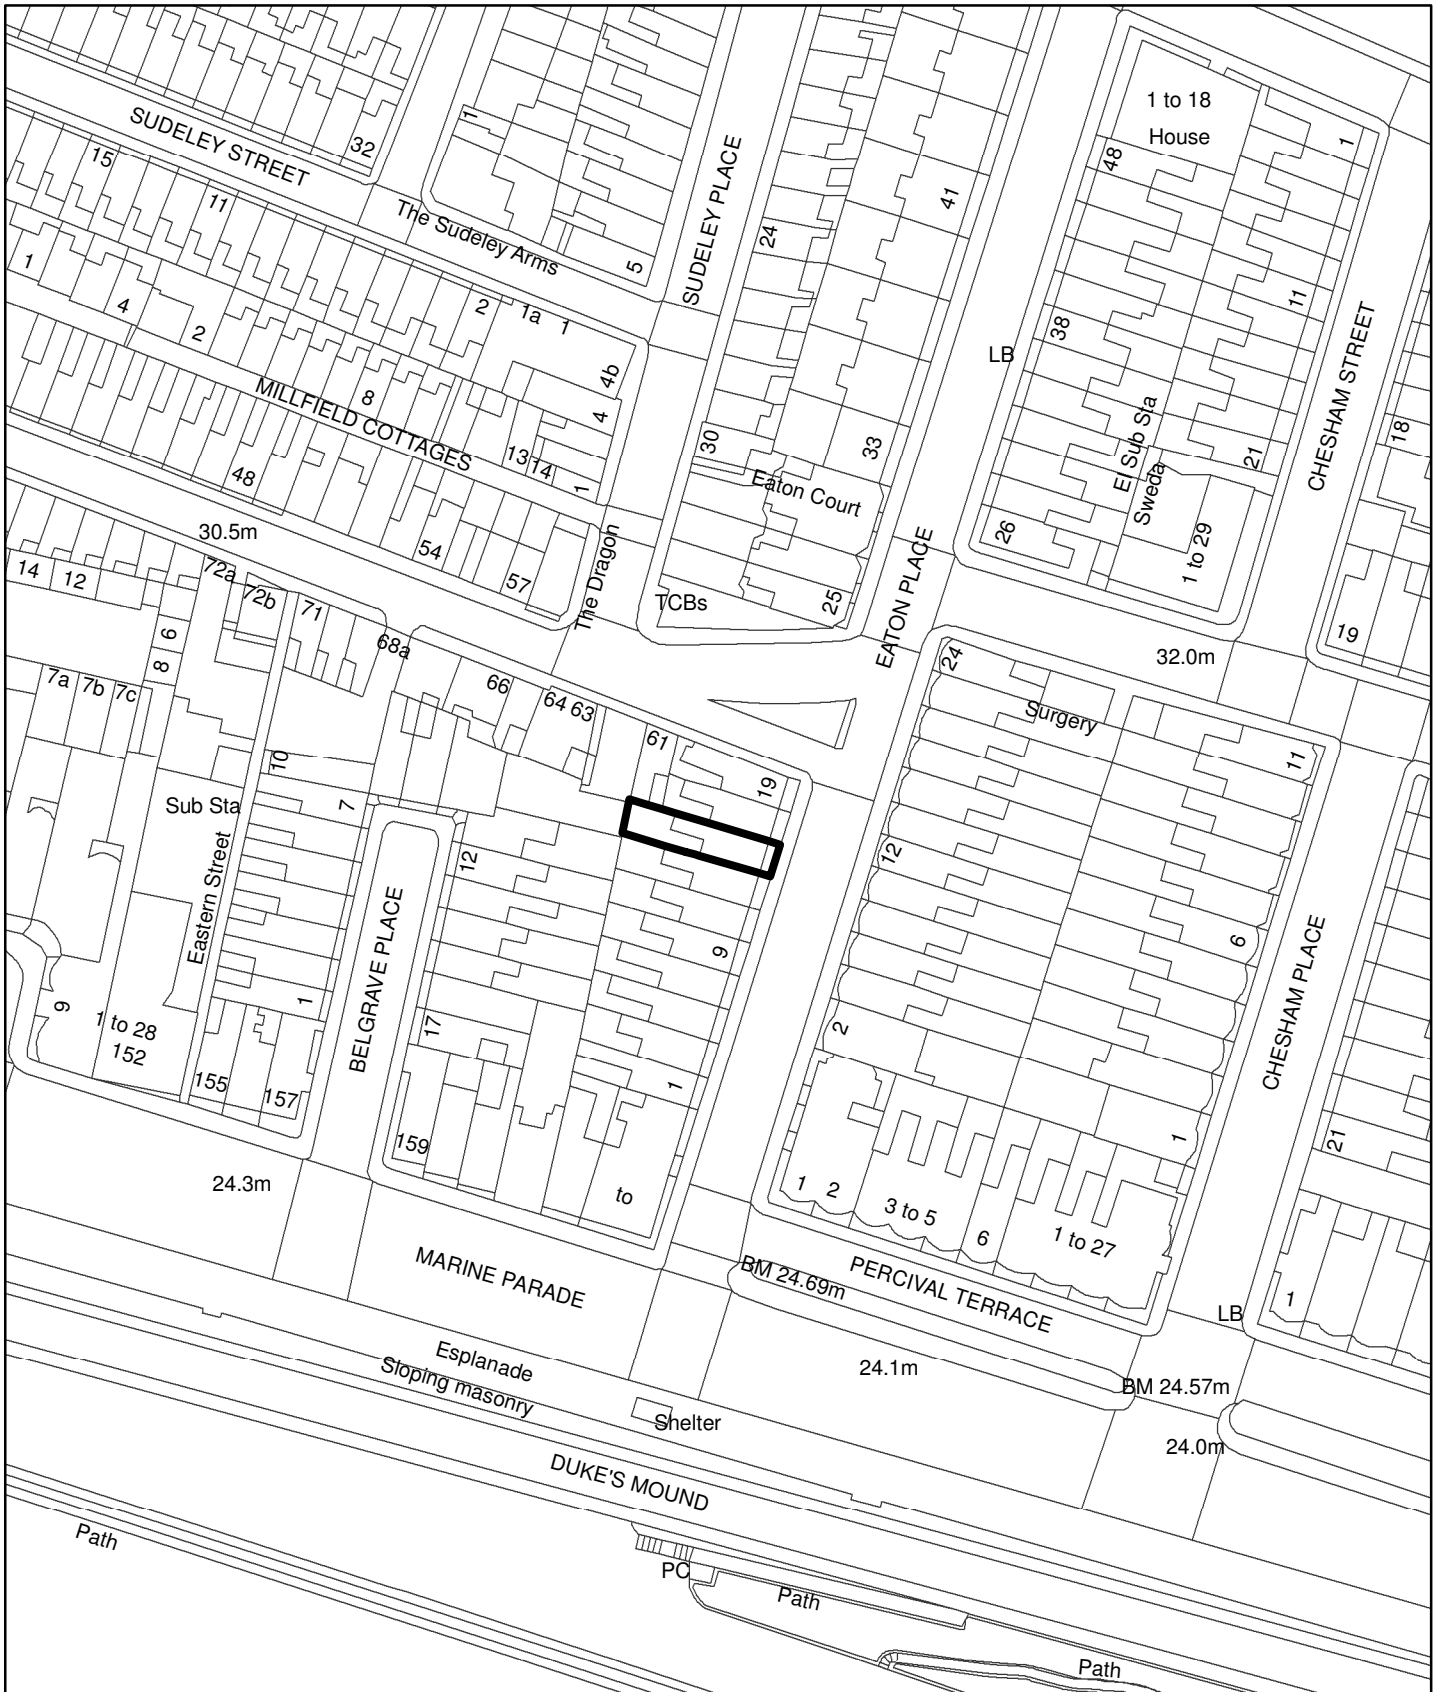 1 to 18
House
1
48
1
32
SUDELEY STREET
15
11
The Sudeley Arms
5
SUDELEY PLACE
24
41
11
1
4
2
2
1a
1
38
LB
CHESHAM STREET
4b
4
8
MILLFIELD COTTAGES
13
14
1
30
33
Eaton Court
El Sub Sta
Sweda
21
18
48
30.5m
54
57
The Dragon
26
1 to 29
14
12
72a
72b
71
TCBs
25
EATON PLACE
6
8
68a
19
32.0m
24
7a
7b
7c
66
64
63
Surgery
61
11
10
19
Sub Sta
7
12
12
Eastern Street
BELGRAVE PLACE
9
6
CHESHAM PLACE
9
1 to 28
152
1
17
2
155
157
1
159
1
21
24.3m
to
1
2
3 to 5
6
1 to 27
MARINE PARADE
BM 24.69m
PERCIVAL TERRACE
LB
1
Esplanade
Sloping masonry
24.1m
BM 24.57m
Shelter
24.0m
DUKE'S MOUND
Path
PC
Path
Path